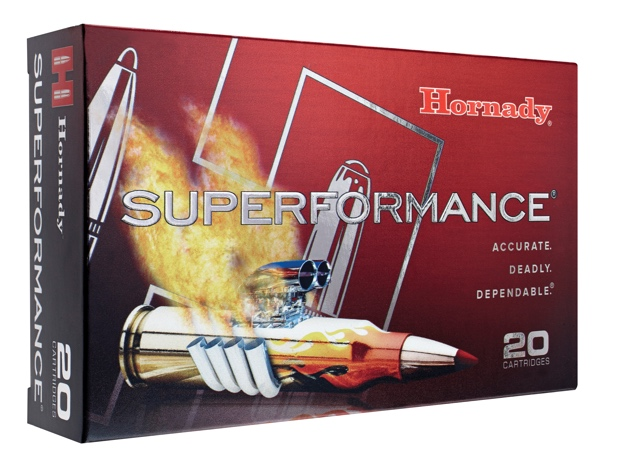 H
Hornady
SUPERFORMANCE®
20
CARTRIDGES
Hornady®
SUPERFORMANCE®
ACCURATE.
DEADLY.
DEPENDABLE.®
20
CARTRIDGES